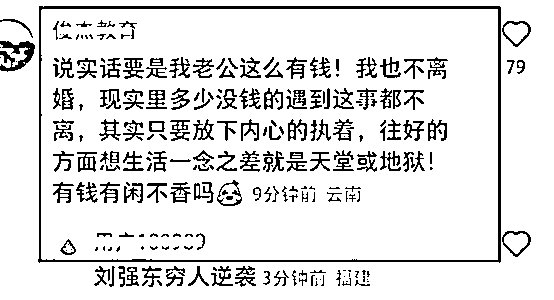 俊杰教育
79
说实话要是我老公这么有钱！我也不离
婚，现实里多少没钱的遇到这事都不
离，其实只要放下内心的执着，往好的
方面想生活一念之差就是天堂或地狱！
有钱有闲不香吗 9分钟前 云南
刘强东穷人逆袭 3分钟前 福建